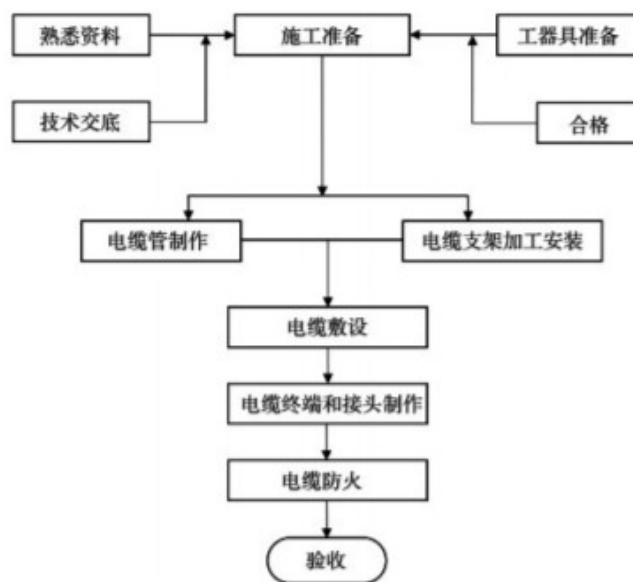 熟悉资料
施工准备
工器具准备
技术交底
合格
电缆管制作
电缆支架加工安装
电缆敷设
电缆终端和接头制作
电缆防火
验收